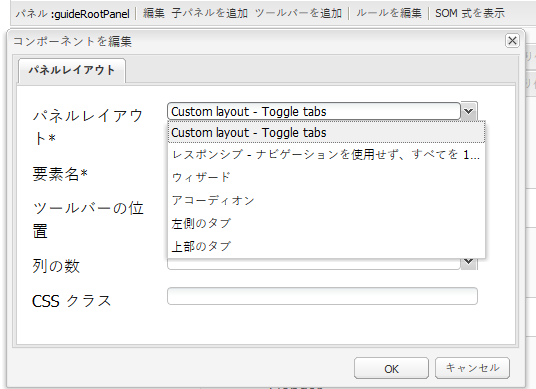 パネル :guideRootPanel 編集 子パネルを追加 ツールバーを追加 ルールを編集 SOM 式を表示
コンポーネントを編集
パネルレイアウト
パネルレイアウ
ト*
Custom layout - Toggle tabs
Custom layout - Toggle tabs
レスポンシブ - ナビゲーションを使用せず、すべてを 1...
要素名*
ウィザード
アコーディオン
ツールバーの位
置
左側のタブ
上部のタブ
列の数
CSS クラス
OK キャンセル